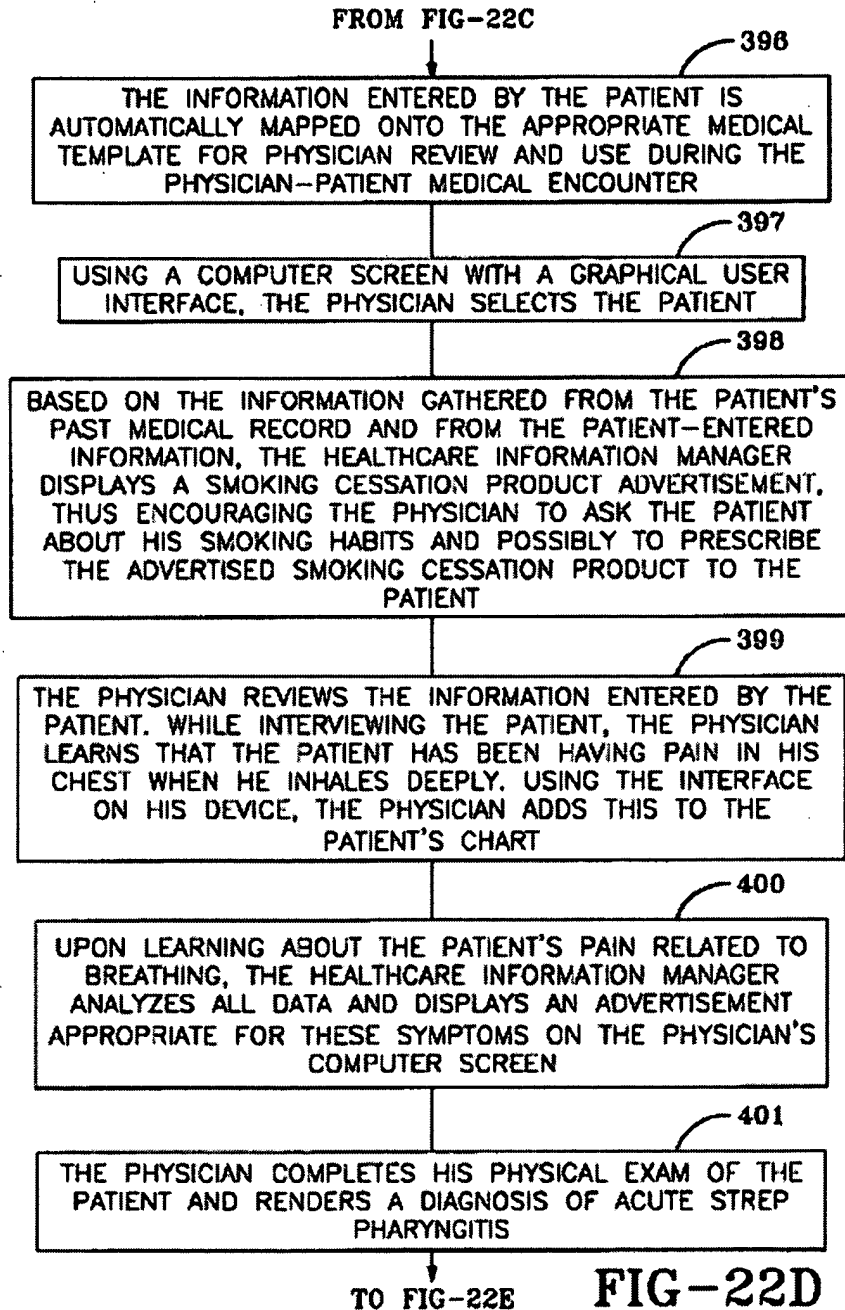 FROM FIG-22C
396
THE INFORMATION ENTERED BY THE PATIENT IS
AUTOMATICALLY MAPPED ONTO THE APPROPRIATE MEDICAL
TEMPLATE FOR PHYSICIAN REVIEW AND USE DURING THE
PHYSICIAN-PATIENT MEDICAL ENCOUNTER
397
USING A COMPUTER SCREEN WITH A GRAPHICAL USER
INTERFACE, THE PHYSICIAN SELECTS THE PATIENT
398
BASED ON THE INFORMATION GATHERED FROM THE PATIENT'S
PAST MEDICAL RECORD AND FROM THE PATIENT-ENTERED
INFORMATION, THE HEALTHCARE INFORMATION MANAGER
DISPLAYS A SMOKING CESSATION PRODUCT ADVERTISEMENT,
THUS ENCOURAGING THE PHYSICIAN TO ASK THE PATIENT
ABOUT HIS SMOKING HABITS AND POSSIBLY TO PRESCRIBE
THE ADVERTISED SMOKING CESSATION PRODUCT TO THE
PATIENT
399
THE PHYSICIAN REVIEWS THE INFORMATION ENTERED BY THE
PATIENT. WHILE INTERVIEWING THE PATIENT, THE PHYSICIAN
LEARNS THAT THE PATIENT HAS BEEN HAVING PAIN IN HIS
CHEST WHEN HE INHALES DEEPLY. USING THE INTERFACE
ON HIS DEVICE, THE PHYSICIAN ADDS THIS TO THE
PATIENT'S CHART
400
UPON LEARNING ABOUT THE PATIENT'S PAIN RELATED TO
BREATHING, THE HEALTHCARE INFORMATION MANAGER
ANALYZES ALL DATA AND DISPLAYS AN ADVERTISEMENT
APPROPRIATE FOR THESE SYMPTOMS ON THE PHYSICIAN'S
COMPUTER SCREEN
401
THE PHYSICIAN COMPLETES HIS PHYSICAL EXAM OF THE
PATIENT AND RENDERS A DIAGNOSIS OF ACUTE STREP
PHARYNGITIS
TO FIG-22E
FIG-22D